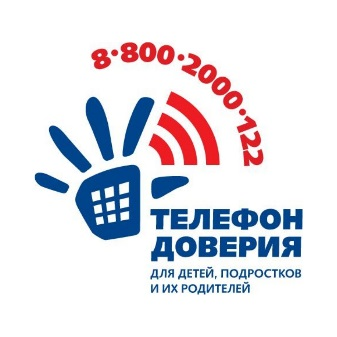 8·800·2000·122
ТЕЛЕФОН
ДОВЕРИЯ
ДЛЯ ДЕТЕЙ, ПОДРОСТКОВ
И ИХ РОДИТЕЛЕЙ